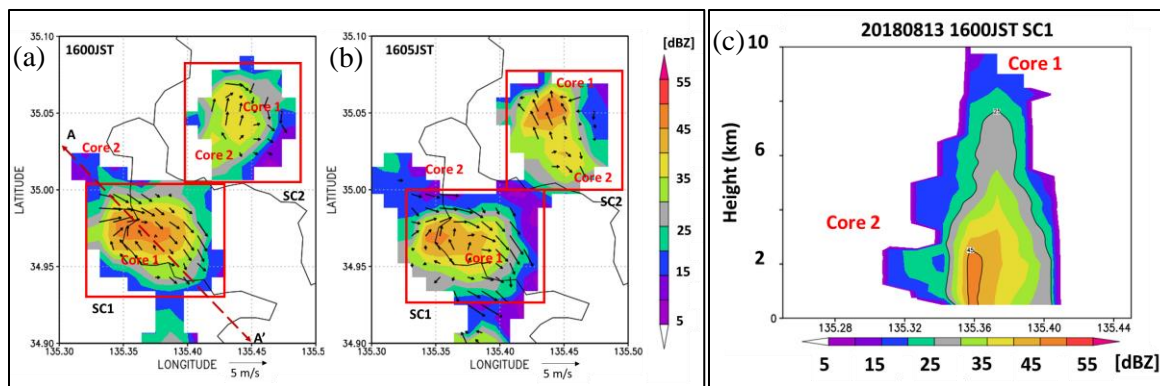 (a)
1600JST
35.10
35.05
35.00
34.95
34.90
LATITUDE
A
Core 2
Core 1
Core 2
SC2
Core 1
SC1
A'
135.30
135.35
135.40
135.45
135.5
LONGITUDE
5 m/s
(b)
1605JST
35.10
35.05
35.00
34.95
34.90
LATITUDE
Core 1
Core 2
Core 2
SC2
Core 1
SC1
135.30
135.35
135.40
135.45
135.50
LONGITUDE
5 m/s
[dBZ]
55
45
35
25
15
5
(c)
20180813 1600JST SC1
10
6
2
0
Height (km)
Core 1
Core 2
45
135.28
135.32
135.36
135.40
135.44
5 15 25 35 45 55 [dBZ]